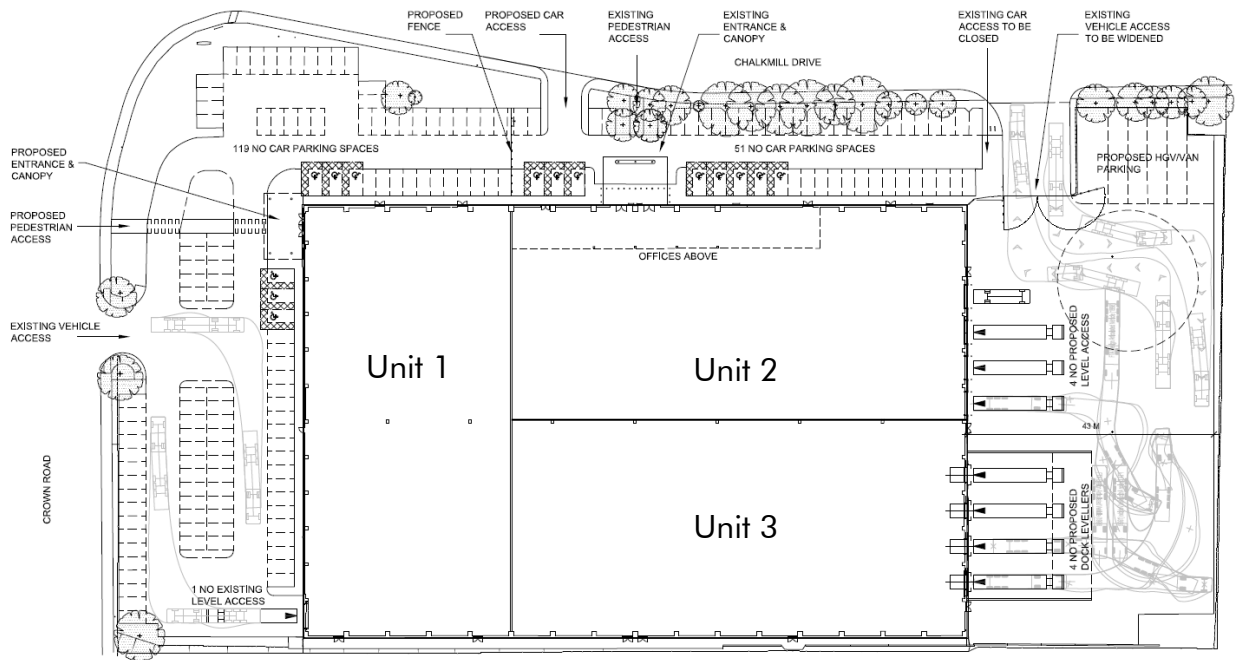 PROPOSED
FENCE
PROPOSED CAR
ACCESS
EXISTING
PEDESTRIAN
ACCESS
EXISTING
ENTRANCE &
CANOPY
EXISTING CAR
ACCESS TO BE
CLOSED
EXISTING
VEHICLE ACCESS
TO BE WIDENED
CHALKMILL DRIVE
PROPOSED
ENTRANCE &
CANOPY
119 NO CAR PARKING SPACES
51 NO CAR PARKING SPACES
PROPOSED HGV/VAN
PARKING
PROPOSED
PEDESTRIAN
ACCESS
OFFICES ABOVE
EXISTING VEHICLE
ACCESS
Unit 1
Unit 2
4 NO PROPOSED
LEVEL ACCESS
43 M
CROWN ROAD
Unit 3
4 NO PROPOSED
DOCK LEVELLERS
1 NO EXISTING
LEVEL ACCESS